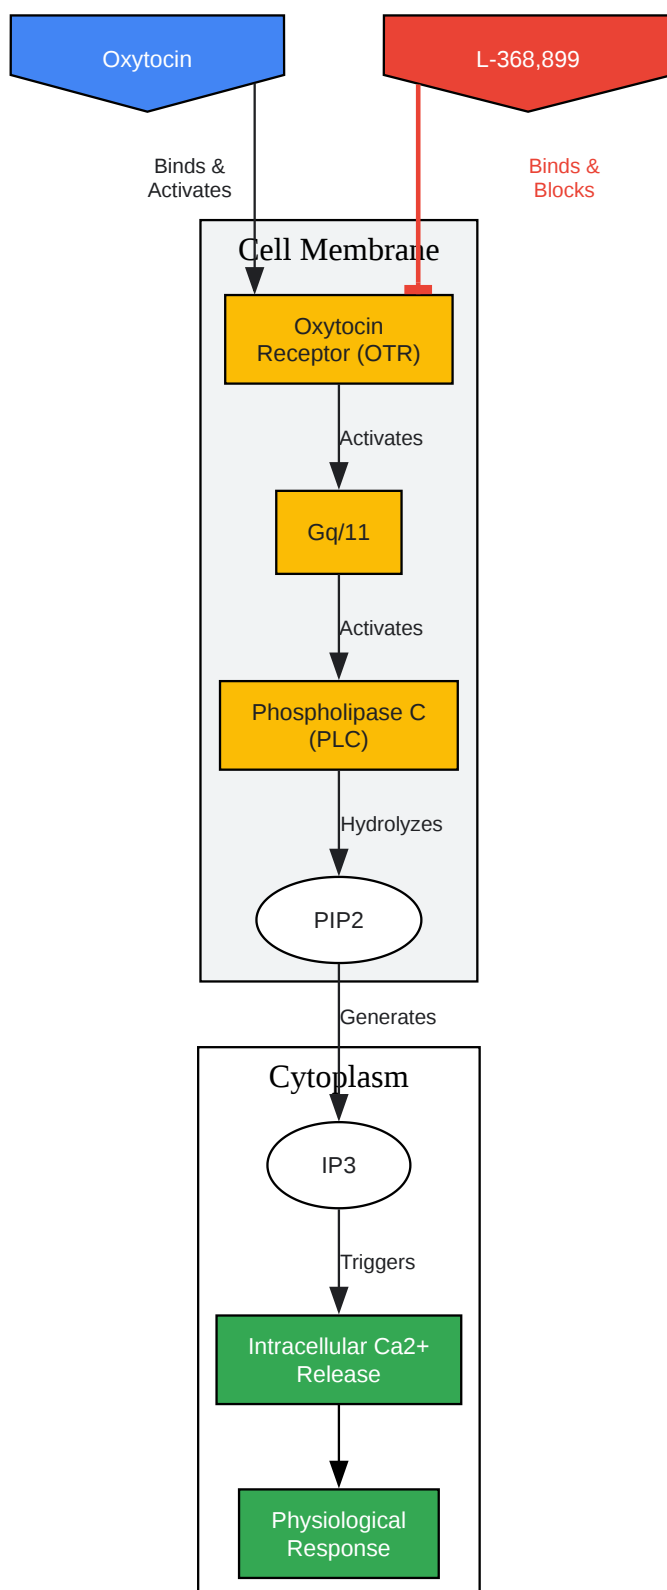 Oxytocin
L-368,899
Binds &
Activates
Binds &
Blocks
Cell Membrane
Oxytocin
Receptor (OTR)
Activates
Gq/11
Activates
Phospholipase C
(PLC)
Hydrolyzes
PIP2
Generates
Cytoplasm
IP3
Triggers
Intracellular Ca2+
Release
Physiological
Response